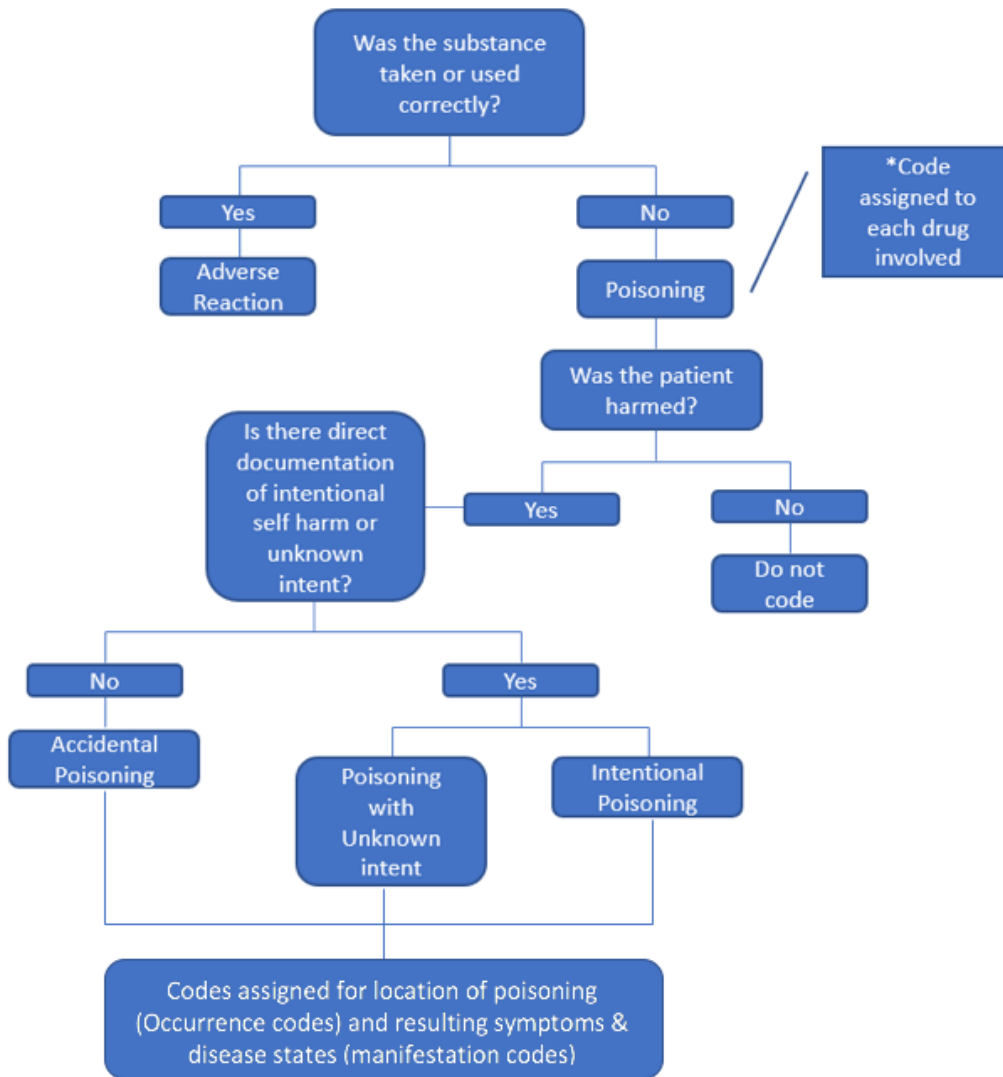 Was the substance
taken or used
correctly?
*Code
assigned to
each drug
involved
Yes
No
Adverse
Reaction
Poisoning
Was the patient
harmed?
Is there direct
documentation
of intentional
self harm or
unknown
intent?
Yes
No
Do not
code
No
Yes
Accidental
Poisoning
Poisoning
with
Unknown
intent
Intentional
Poisoning
Codes assigned for location of poisoning
(Occurrence codes) and resulting symptoms &
disease states (manifestation codes)